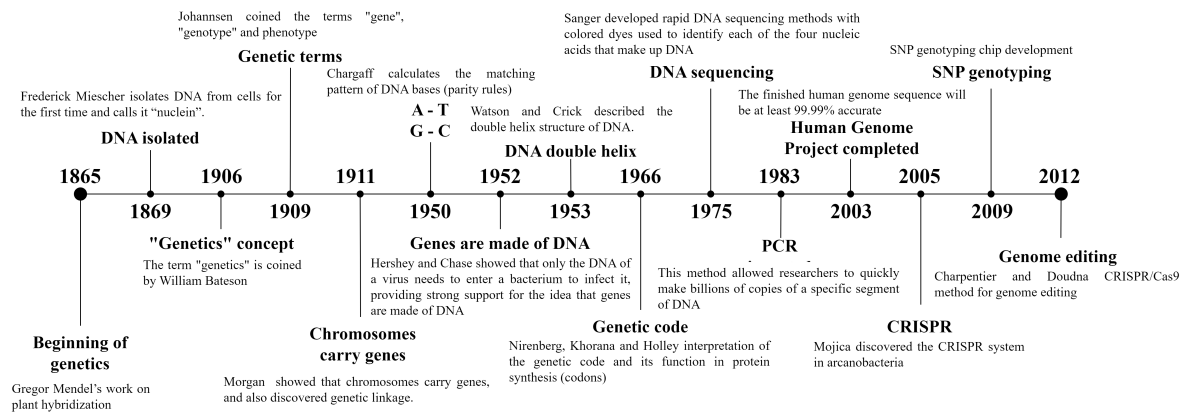 Johannsen coined the terms "gene",
"genotype" and phenotype
Genetic terms
Sanger developed rapid DNA sequencing methods with
colored dyes used to identify each of the four nucleic
acids that make up DNA
DNA sequencing
SNP genotyping chip development
SNP genotyping
Frederick Miescher isolates DNA from cells for
the first time and calls it “nuclein”.
DNA isolated
Chargaff calculates the matching
pattern of DNA bases (parity rules)
A - T
G - C
Watson and Crick described the
double helix structure of DNA.
DNA double helix
The finished human genome sequence will
be at least 99.99% accurate
Human Genome
Project completed
1865
1906
1911
1952
1966
1983
2005
2012
1869
1909
1950
1953
1975
2003
2009
"Genetics" concept
The term "genetics" is coined
by William Bateson
Genes are made of DNA
Hershey and Chase showed that only the DNA of
a virus needs to enter a bacterium to infect it,
providing strong support for the idea that genes
are made of DNA
PCR
This method allowed researchers to quickly
make billions of copies of a specific segment
of DNA
Genome editing
Charpentier and Doudna CRISPR/Cas9
method for genome editing
Beginning of
genetics
Gregor Mendel’s work on
plant hybridization
Chromosomes
carry genes
Morgan showed that chromosomes carry genes,
and also discovered genetic linkage.
Genetic code
Nirenberg, Khorana and Holley interpretation of
the genetic code and its function in protein
synthesis (codons)
CRISPR
Mojica discovered the CRISPR system
in arcanobacteria